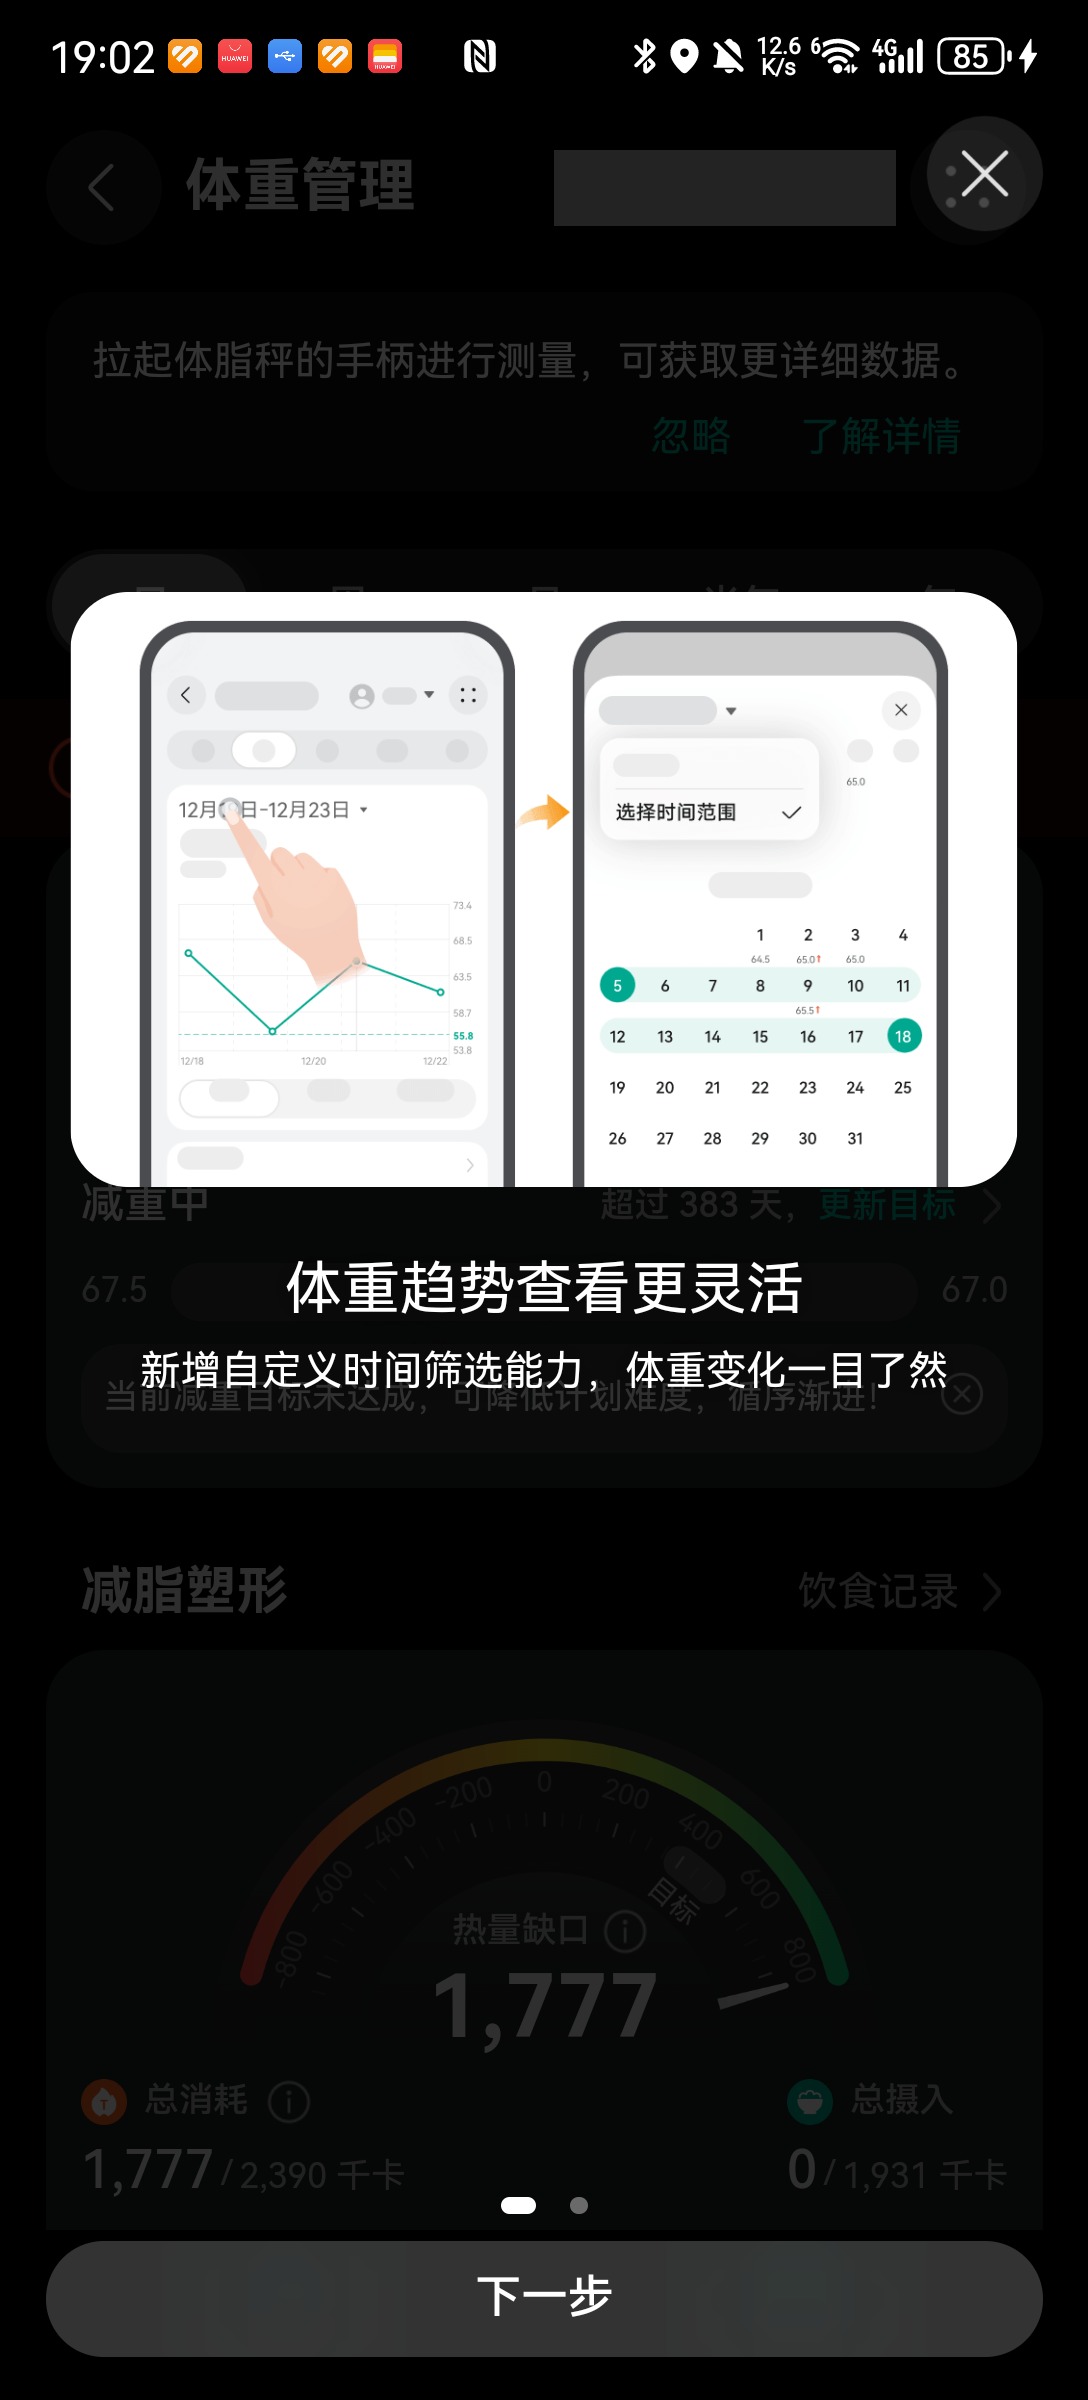 19:02
12.6 K/s
6
4G
85
体重管理
拉起体脂秤的手柄进行测量，可获取更详细数据。
忽略 了解详情
12月 日-12月23日
73.4
68.5
63.5
58.7
55.8
53.8
12/18 12/20 12/22
65.0
选择时间范围
1 2 3 4
64.5 65.0↑ 65.0
5 6 7 8 9 10 11
65.5↑
12 13 14 15 16 17 18
19 20 21 22 23 24 25
26 27 28 29 30 31
减重中 超过 383 天，更新目标
67.5 67.0
体重趋势查看更灵活
新增自定义时间筛选能力，体重变化一目了然
当前减重目标未达成，可降低计划难度，循序渐进！
减脂塑形 饮食记录
-800 -600 -400 -200 0 200 400 600 800
目标
热量缺口
1,777
总消耗 总摄入
1,777 / 2,390 千卡 0 / 1,931 千卡
下一步